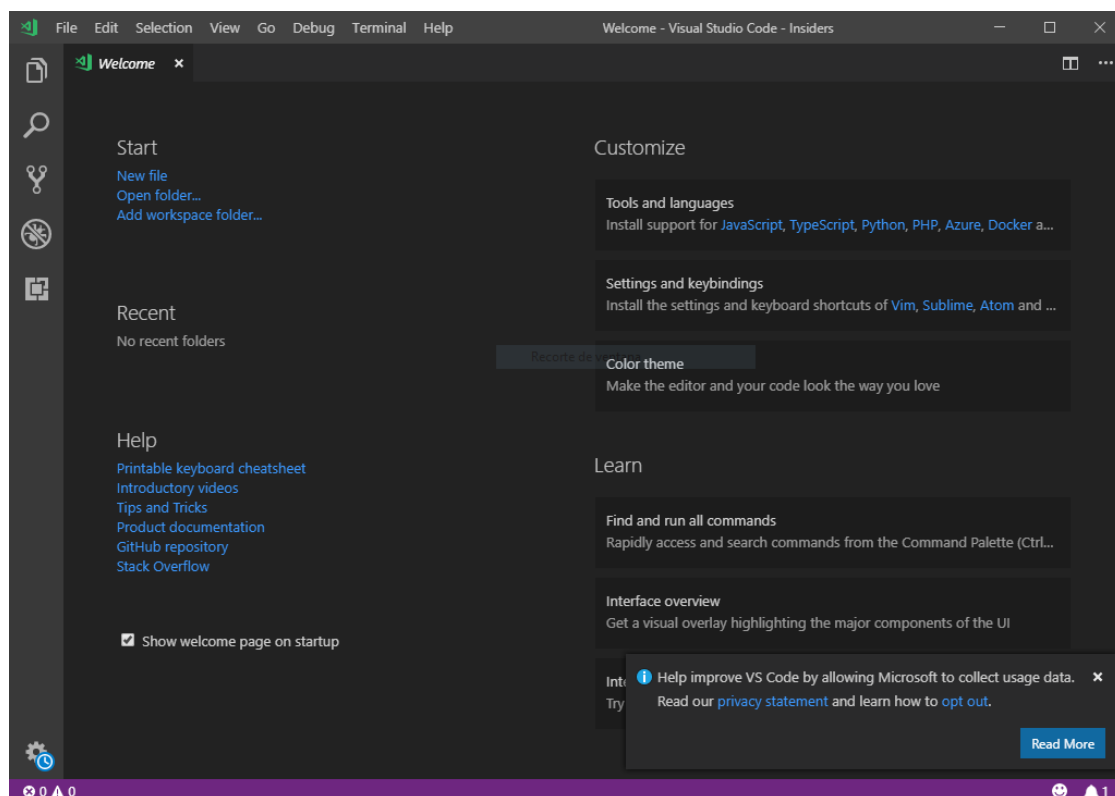 File Edit Selection View Go Debug Terminal Help
Welcome - Visual Studio Code - Insiders
Welcome
Start
New file
Open folder...
Add workspace folder...
Recent
No recent folders
Help
Printable keyboard cheatsheet
Introductory videos
Tips and Tricks
Product documentation
GitHub repository
Stack Overflow
Show welcome page on startup
Customize
Tools and languages
Install support for JavaScript, TypeScript, Python, PHP, Azure, Docker a...
Settings and keybindings
Install the settings and keyboard shortcuts of Vim, Sublime, Atom and ...
Recorte de ventana
Color theme
Make the editor and your code look the way you love
Learn
Find and run all commands
Rapidly access and search commands from the Command Palette (Ctrl...
Interface overview
Get a visual overlay highlighting the major components of the UI
Try
Help improve VS Code by allowing Microsoft to collect usage data.
Read our privacy statement and learn how to opt out.
Read More
0 0
1